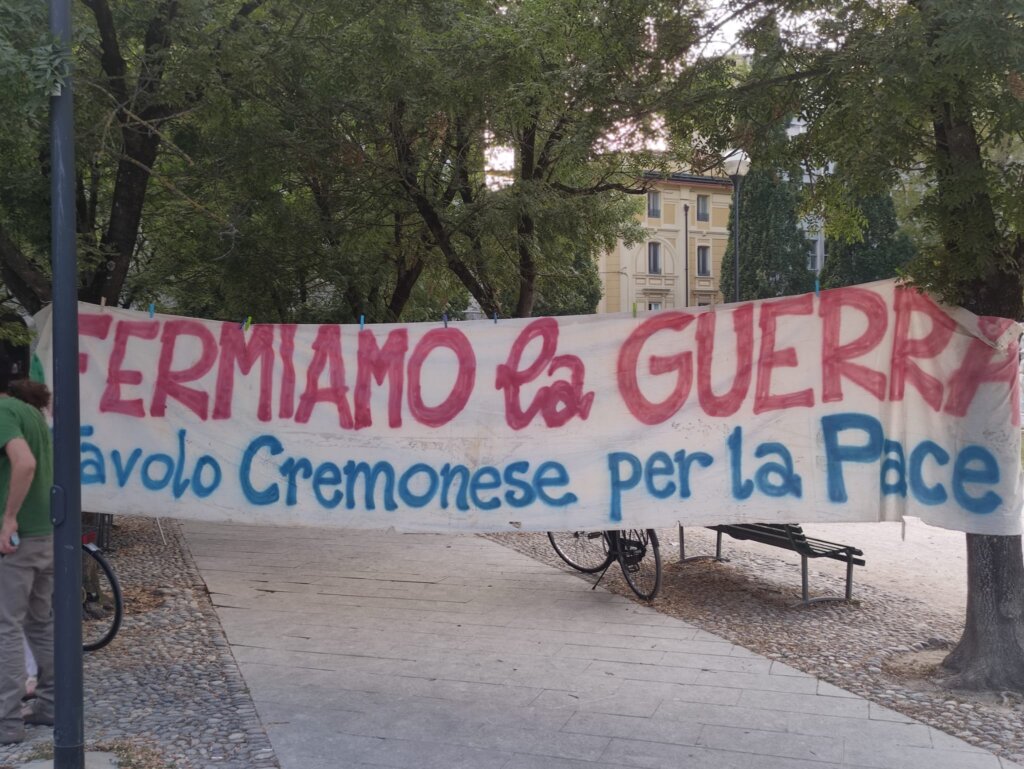 FERMIAMO la GUERRA
Tavolo Cremonese per la Pace